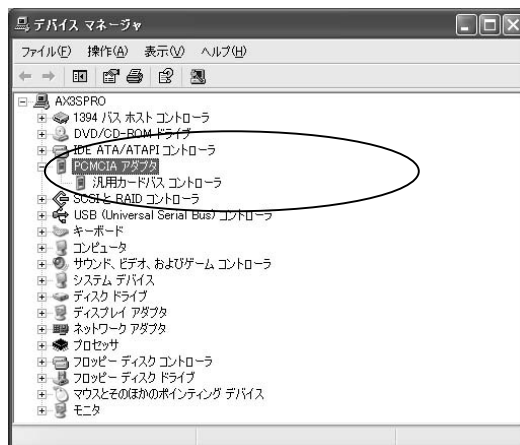 デバイス マネージャ
ファイル(F) 操作(A) 表示(V) ヘルプ(H)
AX3SPRO
1394 バス ホスト コントローラ
DVD/CD-ROM ドライブ
IDE ATA/ATAPI コントローラ
PCMCIA アダプタ
汎用カードバス コントローラ
SCSI と RAID コントローラ
USB (Universal Serial Bus) コントローラ
キーボード
コンピュータ
サウンド、ビデオ、およびゲーム コントローラ
システム デバイス
ディスク ドライブ
ディスプレイ アダプタ
ネットワーク アダプタ
プロセッサ
フロッピー ディスク コントローラ
フロッピー ディスク ドライブ
マウスとそのほかのポインティング デバイス
モニタ